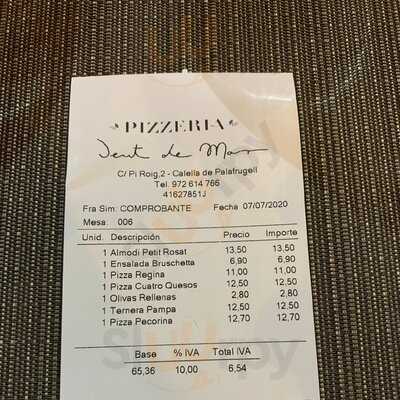 PIZZERIA
Vent de Mar
C/ Pi Roig,2 - Calella de Palafrugell
Tel. 972 614 766
41627851J
Fra Sim: COMPROBANTE Fecha 07/07/2020
Mesa: 006
Unid. Descripción Precio Importe
1 Almodi Petit Rosat 13,50 13,50
1 Ensalada Bruschetta 6,90 6,90
1 Pizza Regina 11,00 11,00
1 Pizza Cuatro Quesos 12,50 12,50
1 Olivas Rellenas 2,80 2,80
1 Ternera Pampa 12,50 12,50
1 Pizza Pecorina 12,70 12,70
Base % IVA Total IVA
65,36 10,00 6,54
Sluurpy